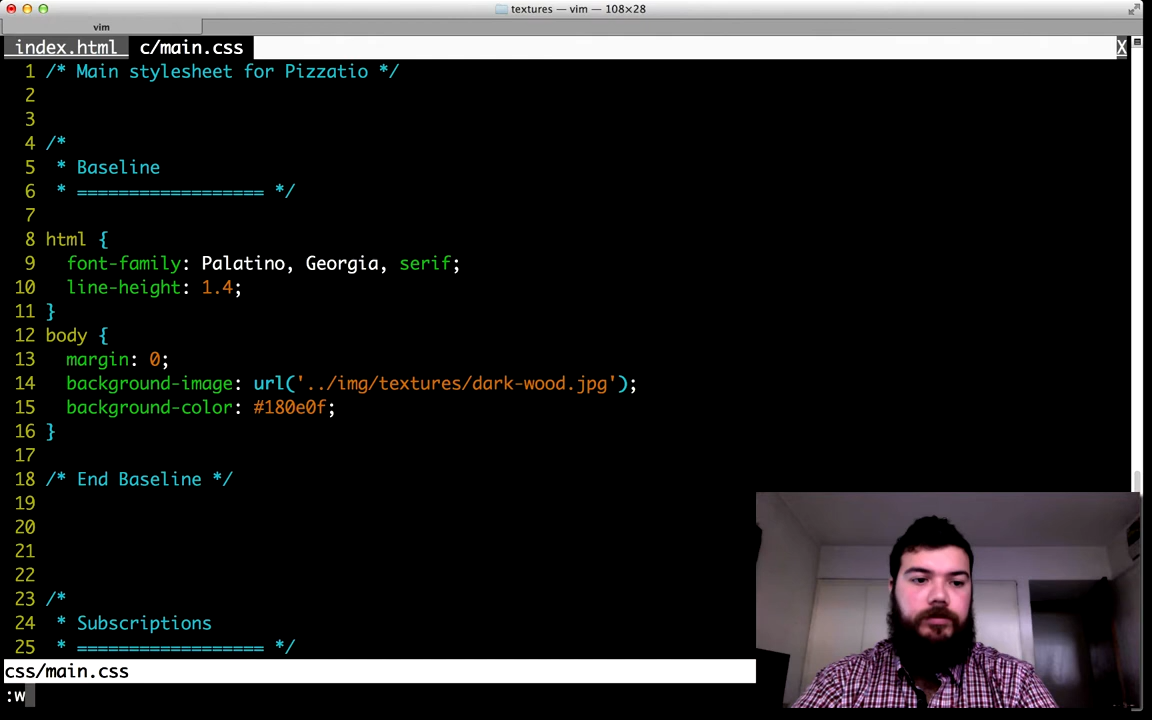 textures — vim — 108×28
vim
index.html c/main.css X
1 /* Main stylesheet for Pizzatio */
2
3
4 /*
5 * Baseline
6 * ================== */
7
8 html {
9 font-family: Palatino, Georgia, serif;
10 line-height: 1.4;
11 }
12 body {
13 margin: 0;
14 background-image: url('../img/textures/dark-wood.jpg');
15 background-color: #180e0f;
16 }
17
18 /* End Baseline */
19
20
21
22
23 /*
24 * Subscriptions
25 * ================== */
css/main.css
:w